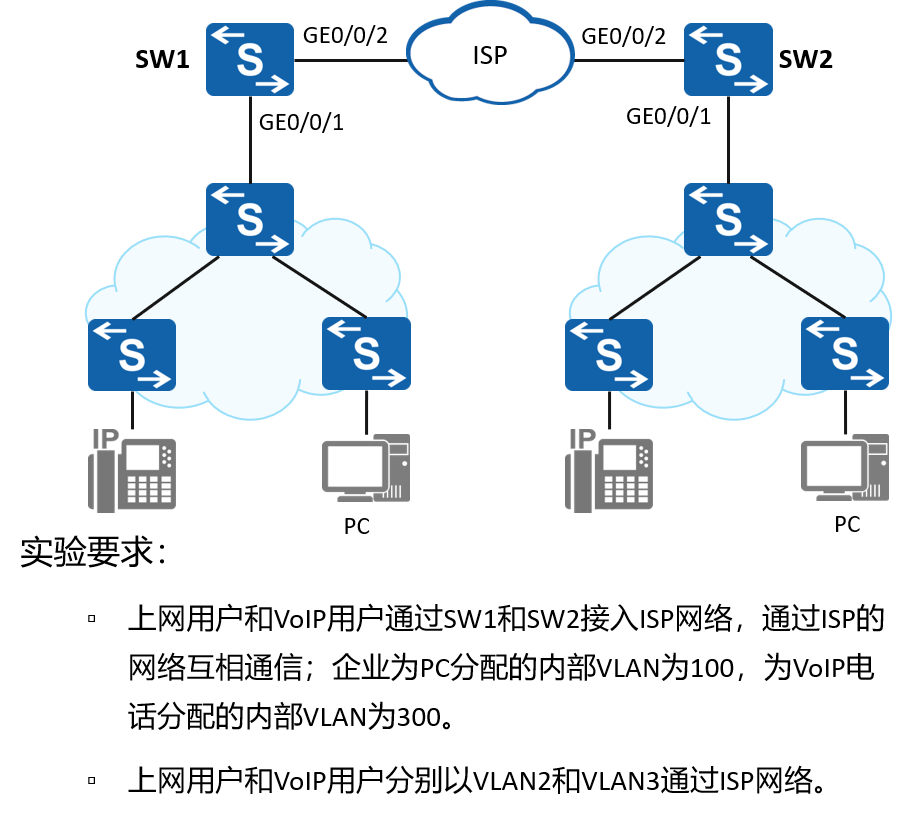 SW1
GE0/0/2
ISP
GE0/0/2
SW2
S
S
GE0/0/1
GE0/0/1
S
S
S
S
S
S
IP
IP
PC
PC
实验要求：
上网用户和VoIP用户通过SW1和SW2接入ISP网络，通过ISP的
网络互相通信；企业为PC分配的内部VLAN为100，为VoIP电
话分配的内部VLAN为300。
上网用户和VoIP用户分别以VLAN2和VLAN3通过ISP网络。